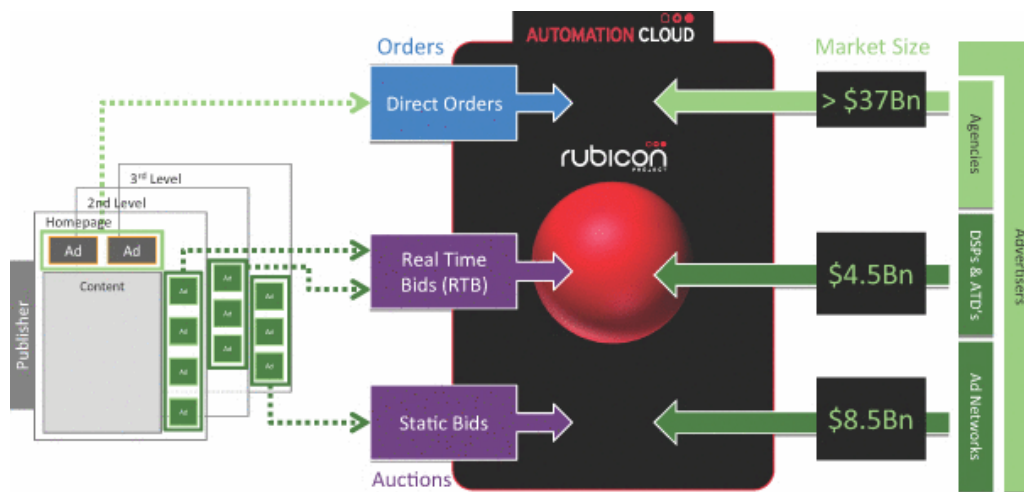 AUTOMATION CLOUD
Orders
Market Size
Direct Orders
> $37Bn
Agencies
rubicon
PROJECT
3rd Level
2nd Level
Homepage
Ad
Ad
Content
Publisher
Ad
Ad
Ad
Ad
Ad
Ad
Ad
Ad
Ad
Ad
Real Time
Bids (RTB)
$4.5Bn
DSPs & ATD's
Advertisers
Static Bids
$8.5Bn
Ad Networks
Auctions